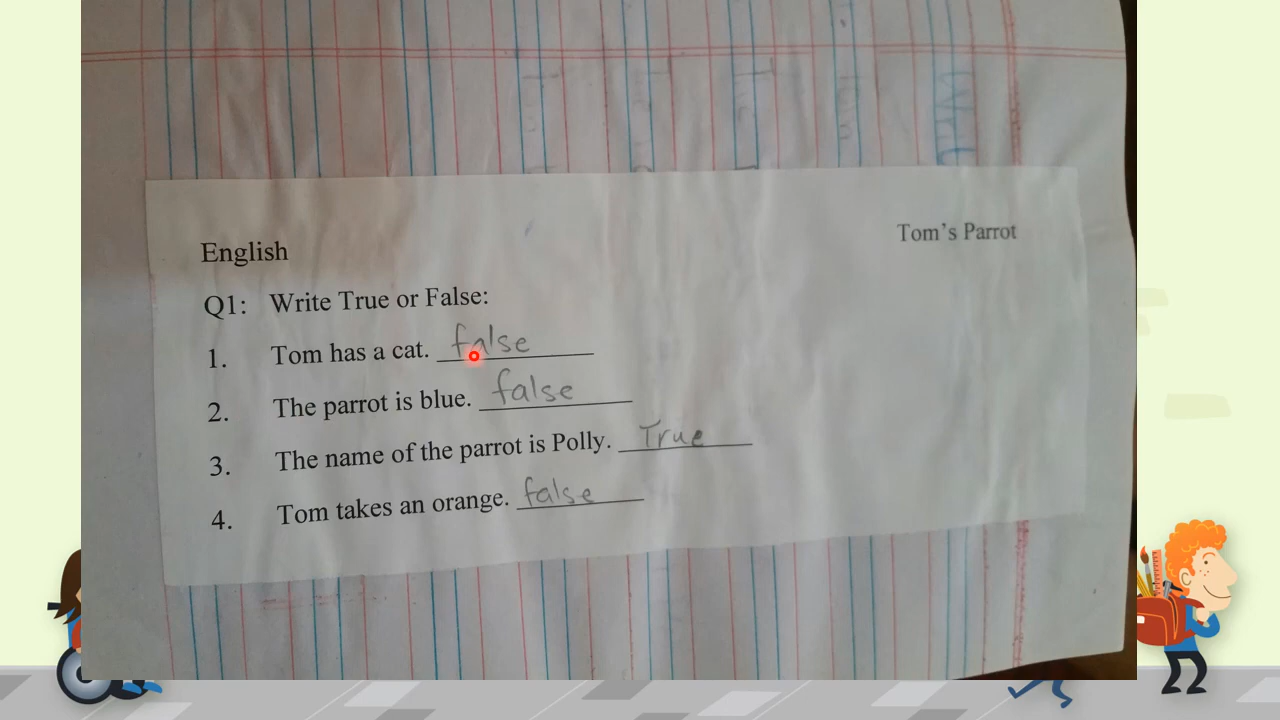 Tom's Parrot
English
Q1: Write True or False:
1. Tom has a cat. false
2. The parrot is blue. false
3. The name of the parrot is Polly. True
4. Tom takes an orange. false